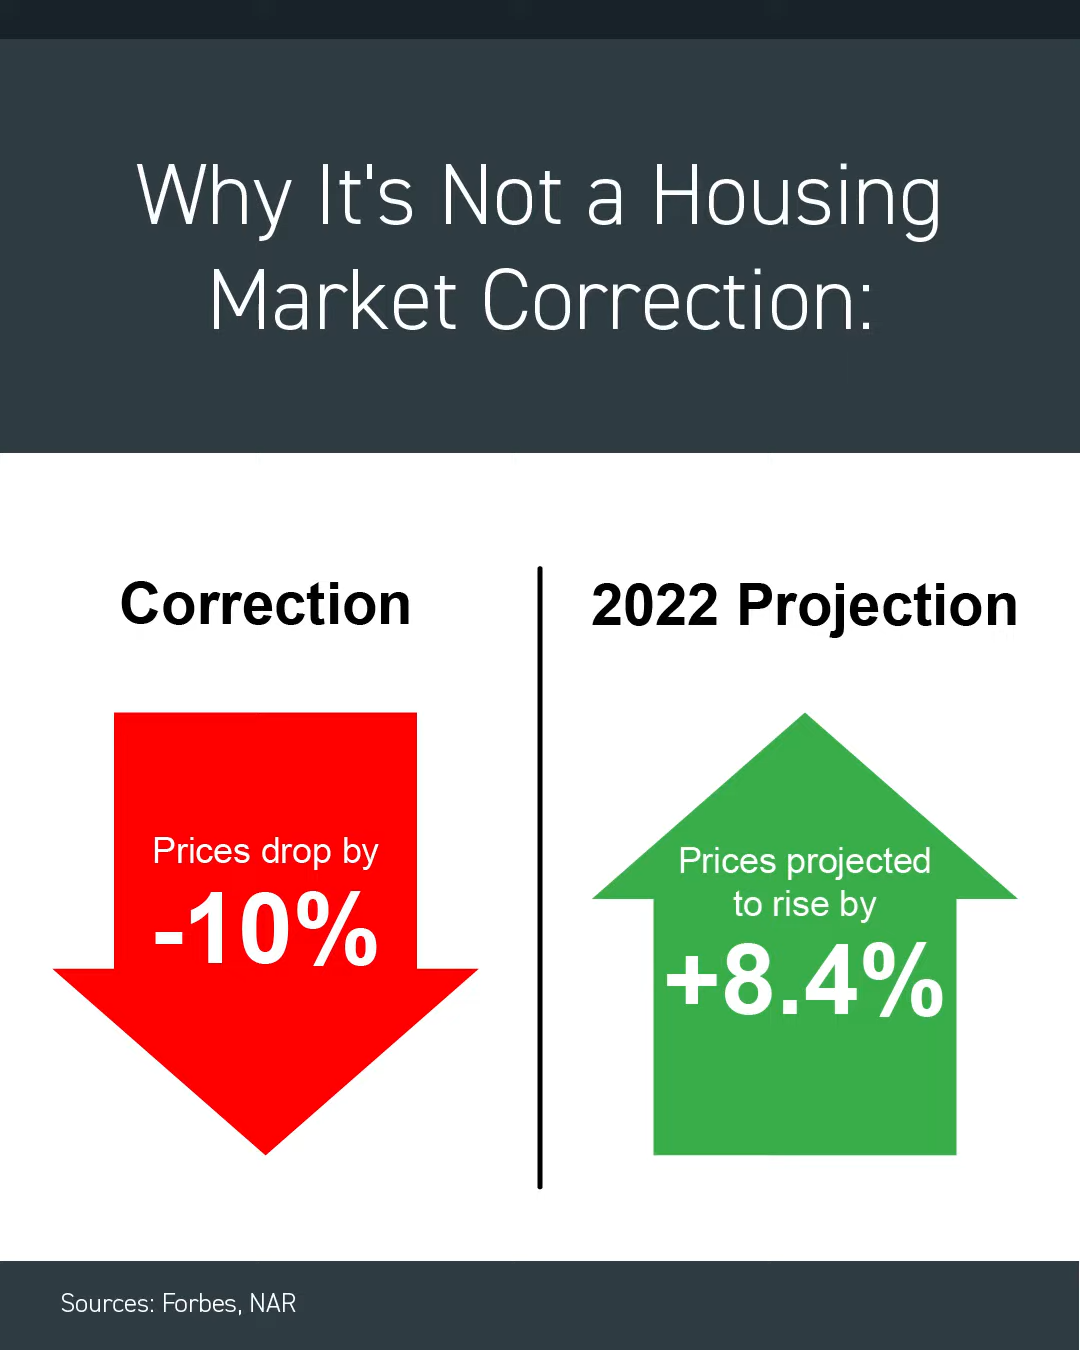 Why It's Not a Housing
Market Correction:
Correction
Prices drop by
-10%
2022 Projection
Prices projected
to rise by
+8.4%
Sources: Forbes, NAR